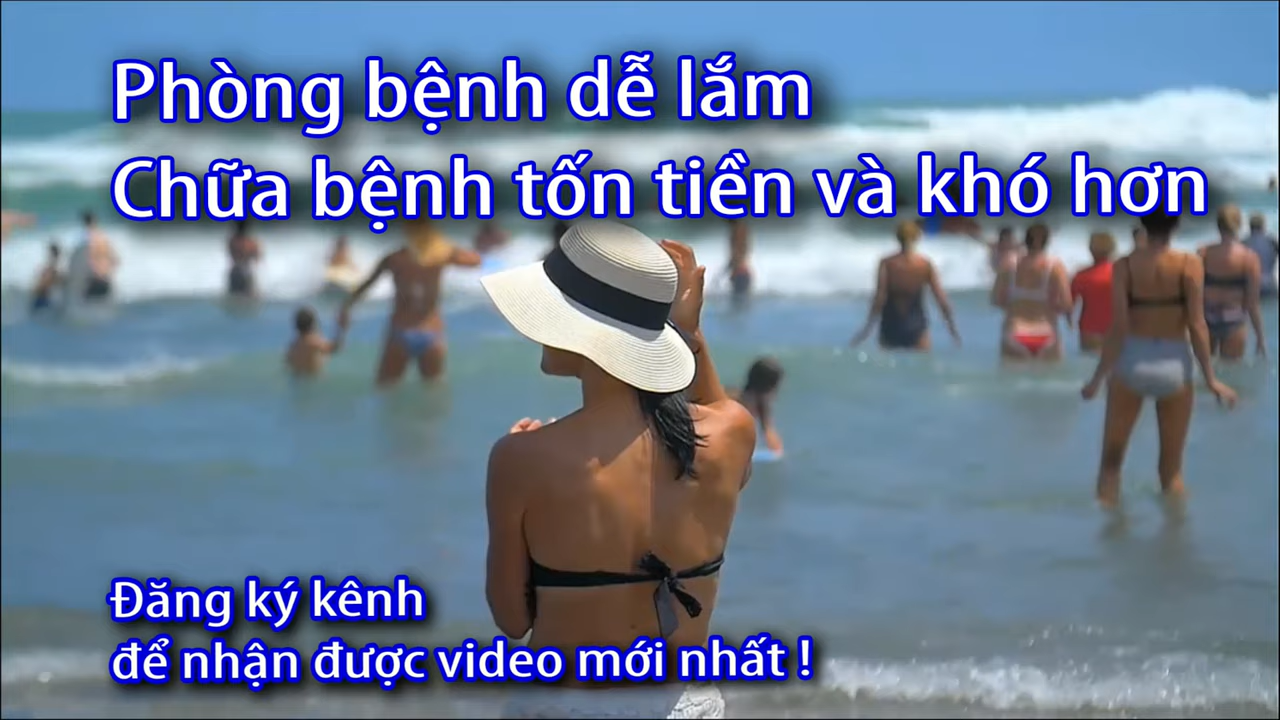 Phòng bệnh dễ lắm
Chữa bệnh tốn tiền và khó hơn
Đăng ký kênh
để nhận được video mới nhất !